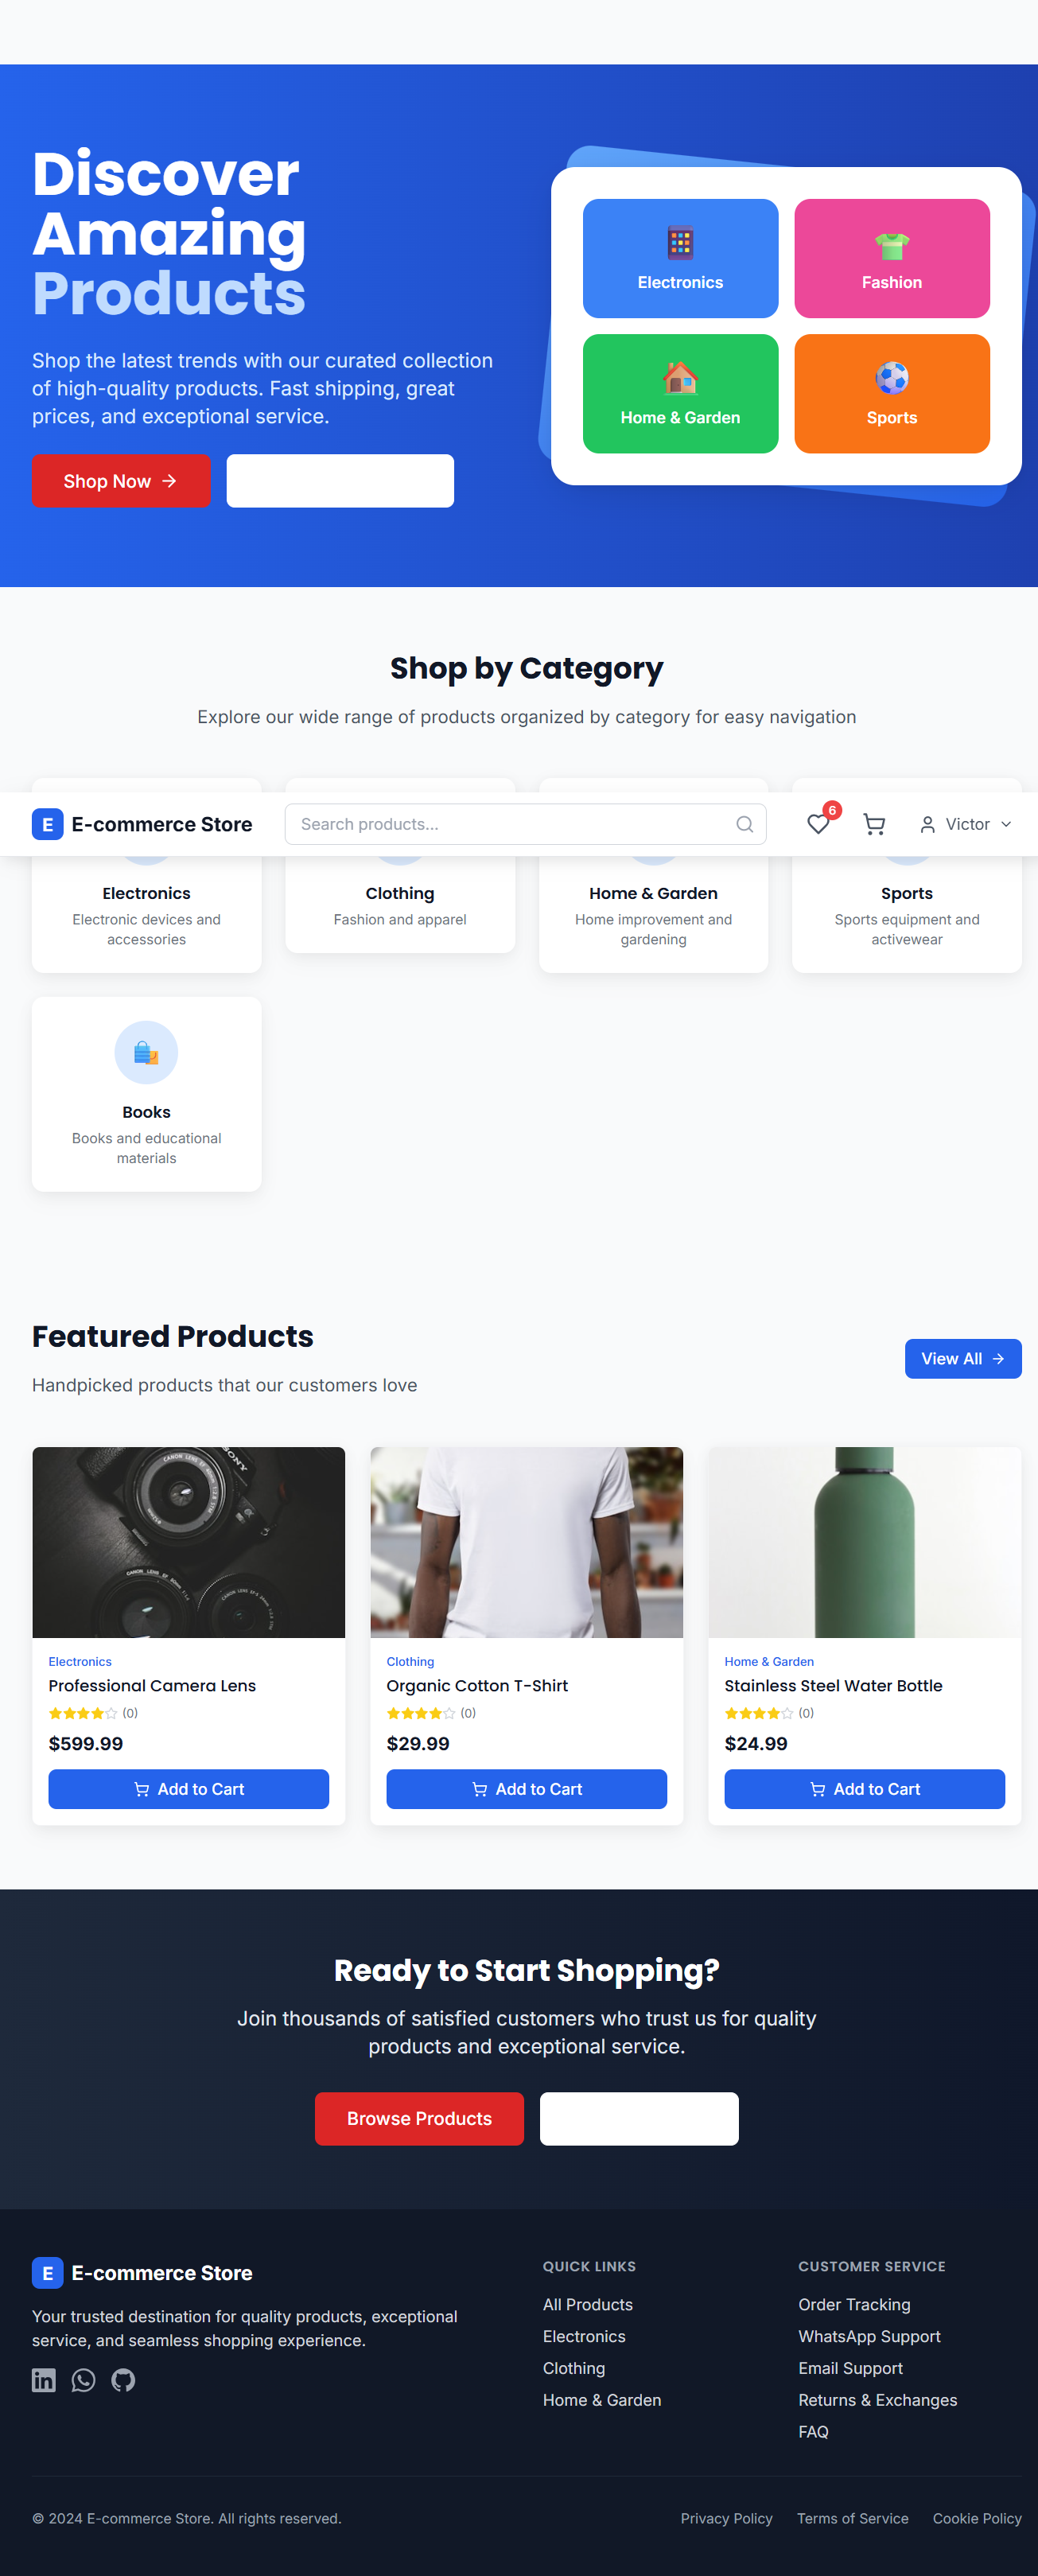 Discover
Amazing
Products
Shop the latest trends with our curated collection
of high-quality products. Fast shipping, great
prices, and exceptional service.
Shop Now
Electronics
Fashion
Home & Garden
Sports
Shop by Category
Explore our wide range of products organized by category for easy navigation
E E-commerce Store
Search products...
6
Victor
Electronics
Electronic devices and
accessories
Clothing
Fashion and apparel
Home & Garden
Home improvement and
gardening
Sports
Sports equipment and
activewear
Books
Books and educational
materials
Featured Products
Handpicked products that our customers love
View All
SONY
Electronics
Professional Camera Lens
(0)
$599.99
Add to Cart
Clothing
Organic Cotton T-Shirt
(0)
$29.99
Add to Cart
Home & Garden
Stainless Steel Water Bottle
(0)
$24.99
Add to Cart
Ready to Start Shopping?
Join thousands of satisfied customers who trust us for quality
products and exceptional service.
Browse Products
E E-commerce Store
Your trusted destination for quality products, exceptional
service, and seamless shopping experience.
in
QUICK LINKS
All Products
Electronics
Clothing
Home & Garden
CUSTOMER SERVICE
Order Tracking
WhatsApp Support
Email Support
Returns & Exchanges
FAQ
© 2024 E-commerce Store. All rights reserved.
Privacy Policy
Terms of Service
Cookie Policy